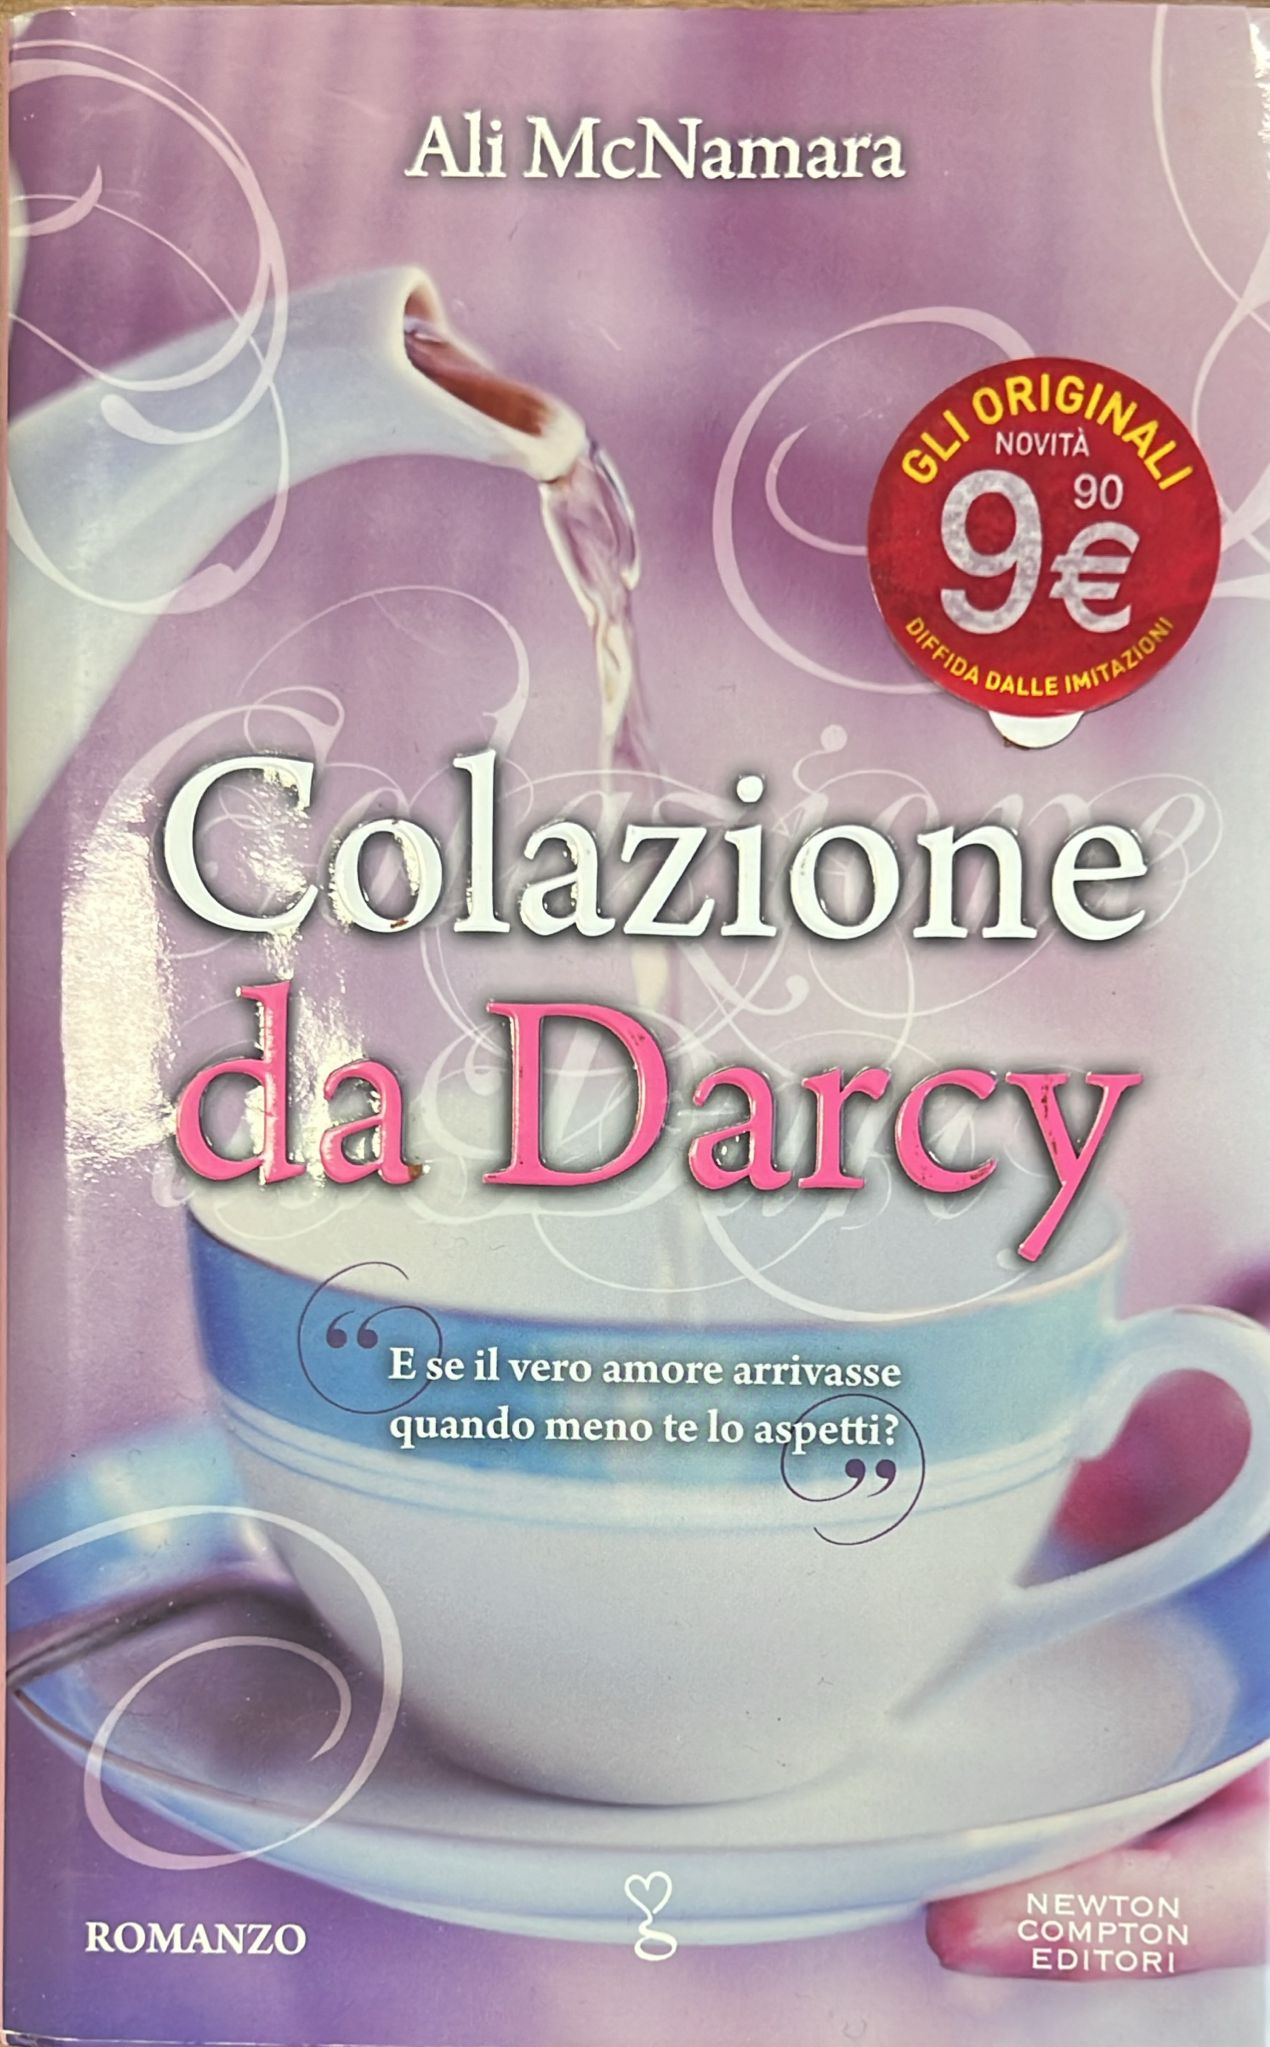 Ali McNamara
GLI ORIGINALI
NOVITÀ
9 90 €
DIFFIDA DALLE IMITAZIONI
Colazione
da Darcy
“E se il vero amore arrivasse
quando meno te lo aspetti?”
ROMANZO
NEWTON
COMPTON
EDITORI